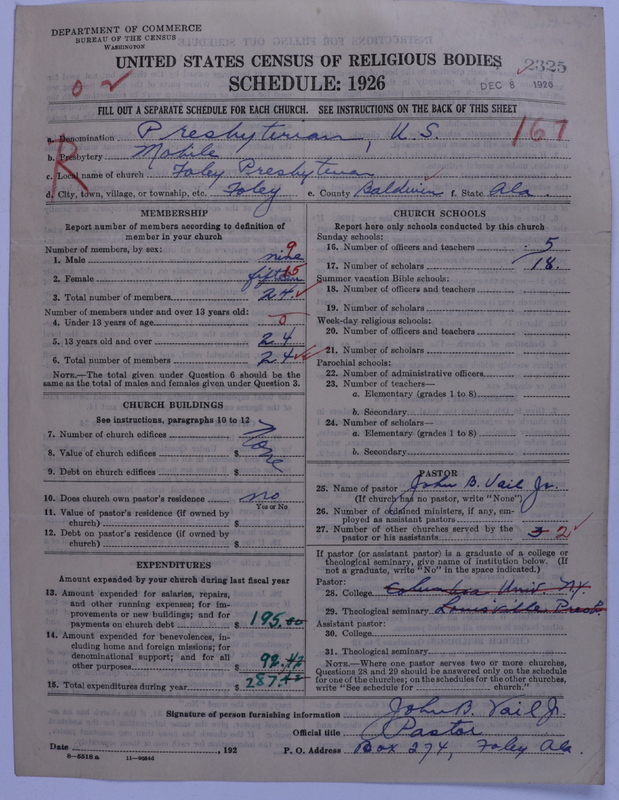 DEPARTMENT OF COMMERCE
BUREAU OF THE CENSUS
WASHINGTON
UNITED STATES CENSUS OF RELIGIOUS BODIES
2325
SCHEDULE: 1926
DEC 8 1926
0
FILL OUT A SEPARATE SCHEDULE FOR EACH CHURCH. SEE INSTRUCTIONS ON THE BACK OF THIS SHEET
a. Denomination Presbyterian, U.S. 167
R
b. Presbytery Mobile
c. Local name of church Foley Presbyterian
d. City, town, village, or township, etc. Foley e. County Baldwin f. State Ala.
MEMBERSHIP
Report number of members according to definition of
member in your church
Number of members, by sex:
1. Male nine 9
2. Female fifteen 15
3. Total number of members 24
Number of members under and over 13 years old:
4. Under 13 years of age 0
5. 13 years old and over 24
6. Total number of members 24
NOTE.—The total given under Question 6 should be the
same as the total of males and females given under Question 3.
CHURCH BUILDINGS
See instructions, paragraphs 10 to 12
7. Number of church edifices
8. Value of church edifices $ None
9. Debt on church edifices $
10. Does church own pastor's residence no
Yes or No
11. Value of pastor's residence (if owned by
church) $
12. Debt on pastor's residence (if owned by
church) $
EXPENDITURES
Amount expended by your church during last fiscal year
13. Amount expended for salaries, repairs,
and other running expenses; for im-
provements or new buildings; and for
payments on church debt $ 195.00
14. Amount expended for benevolences, in-
cluding home and foreign missions; for
denominational support; and for all
other purposes $ 92.42
15. Total expenditures during year $ 287.42
CHURCH SCHOOLS
Report here only schools conducted by this church
Sunday schools:
16. Number of officers and teachers 5
17. Number of scholars 18.
Summer vacation Bible schools:
18. Number of officers and teachers
19. Number of scholars
Week-day religious schools:
20. Number of officers and teachers
21. Number of scholars
Parochial schools:
22. Number of administrative officers
23. Number of teachers—
a. Elementary (grades 1 to 8)
b. Secondary
24. Number of scholars—
a. Elementary (grades 1 to 8)
b. Secondary
PASTOR
25. Name of pastor John B. Vail Jr.
(If church has no pastor, write "None")
26. Number of ordained ministers, if any, em-
ployed as assistant pastors
27. Number of other churches served by the
pastor or his assistants 3 2
If pastor (or assistant pastor) is a graduate of a college or
theological seminary, give name of institution below. (If
not a graduate, write "No" in the space indicated.)
Pastor:
28. College Columbia Univ. N.Y.
29. Theological seminary Louisville Presb.
Assistant pastor:
30. College
31. Theological seminary
NOTE.—Where one pastor serves two or more churches,
Questions 28 and 29 should be answered only on the schedule
for one of the churches; on the schedules for the other churches,
write "See schedule for church."
Signature of person furnishing information John B. Vail Jr
Official title Pastor
Date , 192 P. O. Address Box 274, Foley Ala.
8-5518 a